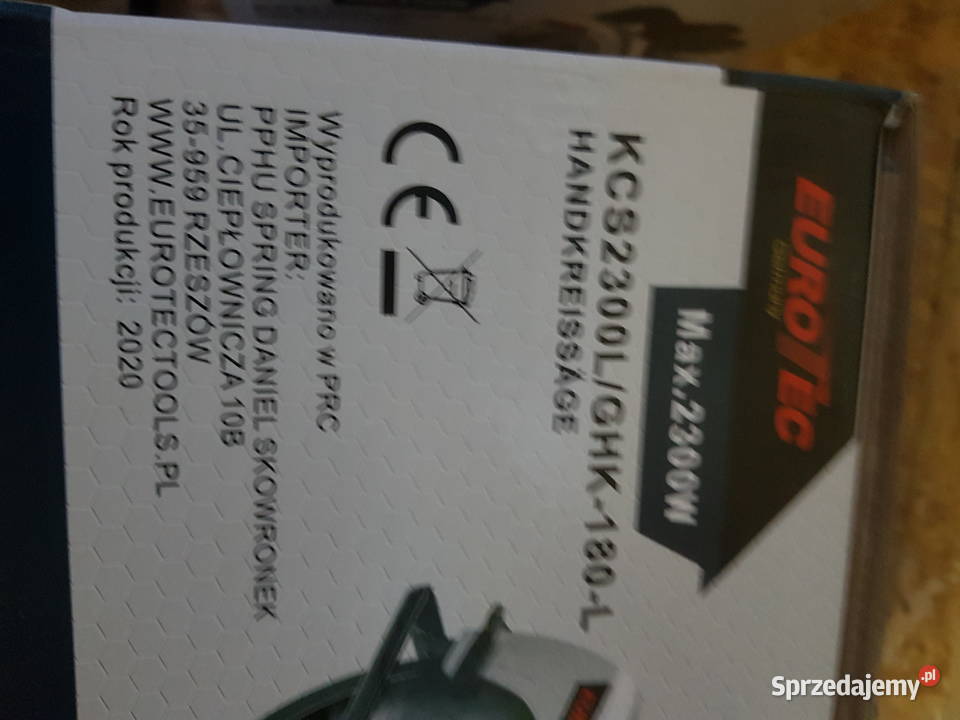 EUROTEC
Germany
Max.2300W
KCS2300L/GHK-180-L
HANDKREISSÄGE
CE
Wyprodukowano w PRC
IMPORTER:
PPHU SPRING DANIEL SKOWRONEK
UL.CIEPŁOWNICZA 10B
35-959 RZESZÓW
WWW.EUROTECTOOLS.PL
Rok produkcji: 2020
Sprzedajemy.pl